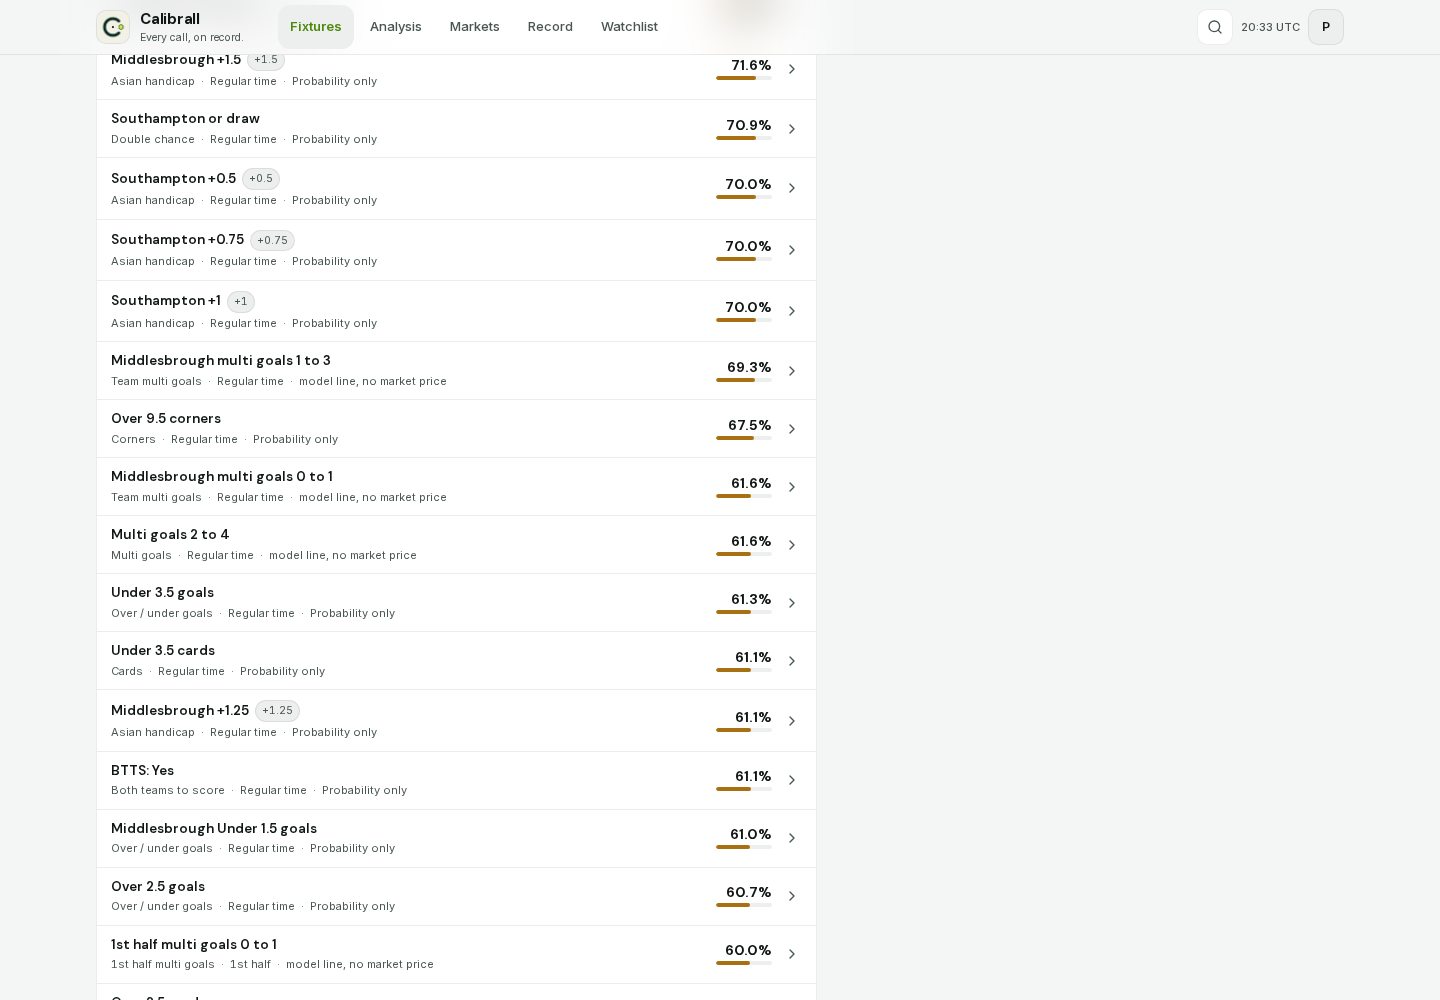 Calibrall
Every call, on record.
Fixtures
Analysis
Markets
Record
Watchlist
20:33 UTC
P
Middlesbrough +1.5 +1.5
Asian handicap · Regular time · Probability only
71.6%
Southampton or draw
Double chance · Regular time · Probability only
70.9%
Southampton +0.5 +0.5
Asian handicap · Regular time · Probability only
70.0%
Southampton +0.75 +0.75
Asian handicap · Regular time · Probability only
70.0%
Southampton +1 +1
Asian handicap · Regular time · Probability only
70.0%
Middlesbrough multi goals 1 to 3
Team multi goals · Regular time · model line, no market price
69.3%
Over 9.5 corners
Corners · Regular time · Probability only
67.5%
Middlesbrough multi goals 0 to 1
Team multi goals · Regular time · model line, no market price
61.6%
Multi goals 2 to 4
Multi goals · Regular time · model line, no market price
61.6%
Under 3.5 goals
Over / under goals · Regular time · Probability only
61.3%
Under 3.5 cards
Cards · Regular time · Probability only
61.1%
Middlesbrough +1.25 +1.25
Asian handicap · Regular time · Probability only
61.1%
BTTS: Yes
Both teams to score · Regular time · Probability only
61.1%
Middlesbrough Under 1.5 goals
Over / under goals · Regular time · Probability only
61.0%
Over 2.5 goals
Over / under goals · Regular time · Probability only
60.7%
1st half multi goals 0 to 1
1st half multi goals · 1st half · model line, no market price
60.0%